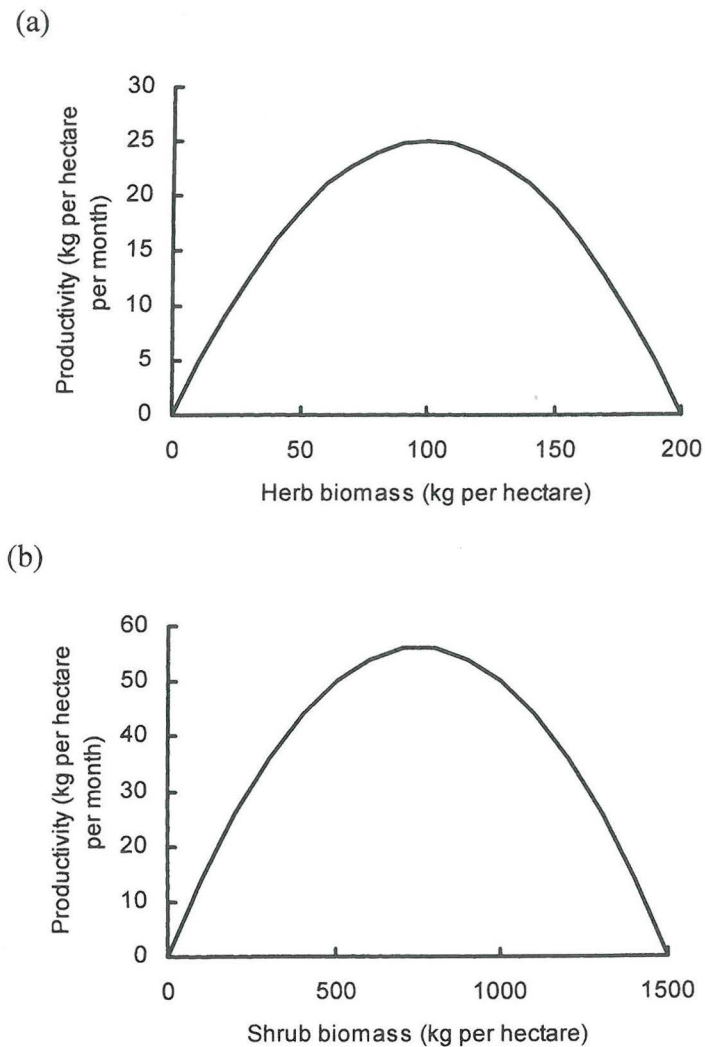 (a)
30
25
20
15
10
5
0
Productivity (kg per hectare
per month)
0 50 100 150 200
Herb biomass (kg per hectare)
(b)
60
50
40
30
20
10
0
Productivity (kg per hectare
per month)
0 500 1000 1500
Shrub biomass (kg per hectare)